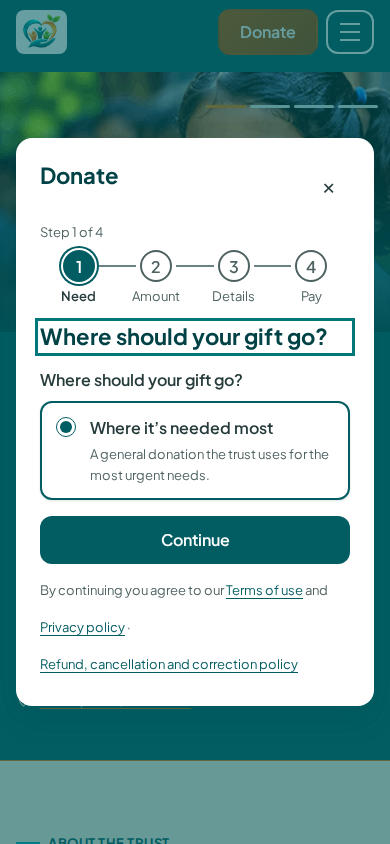 Donate
Donate
×
Step 1 of 4
1 2 3 4
Need Amount Details Pay
Where should your gift go?
Where should your gift go?
Where it’s needed most
A general donation the trust uses for the
most urgent needs.
Continue
By continuing you agree to our Terms of use and
Privacy policy ·
Refund, cancellation and correction policy
ABOUT THE TRUST